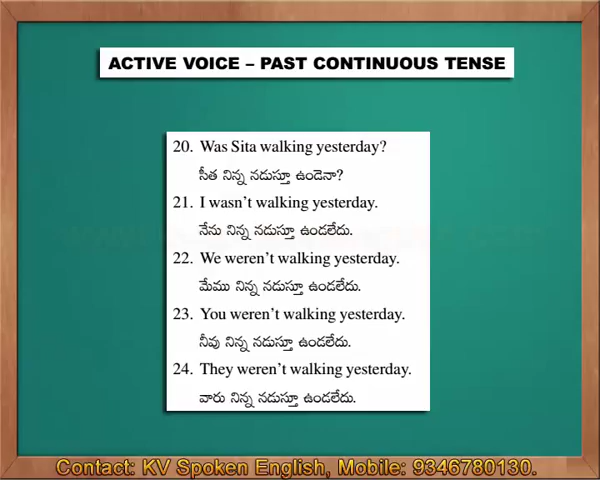 ACTIVE VOICE – PAST CONTINUOUS TENSE
20. Was Sita walking yesterday?
సీత నిన్న నడుస్తూ ఉండెనా?
21. I wasn’t walking yesterday.
నేను నిన్న నడుస్తూ ఉండలేదు.
22. We weren’t walking yesterday.
మేము నిన్న నడుస్తూ ఉండలేదు.
23. You weren’t walking yesterday.
నీవు నిన్న నడుస్తూ ఉండలేదు.
24. They weren’t walking yesterday.
వారు నిన్న నడుస్తూ ఉండలేదు.
Contact: KV Spoken English, Mobile: 9346780130.